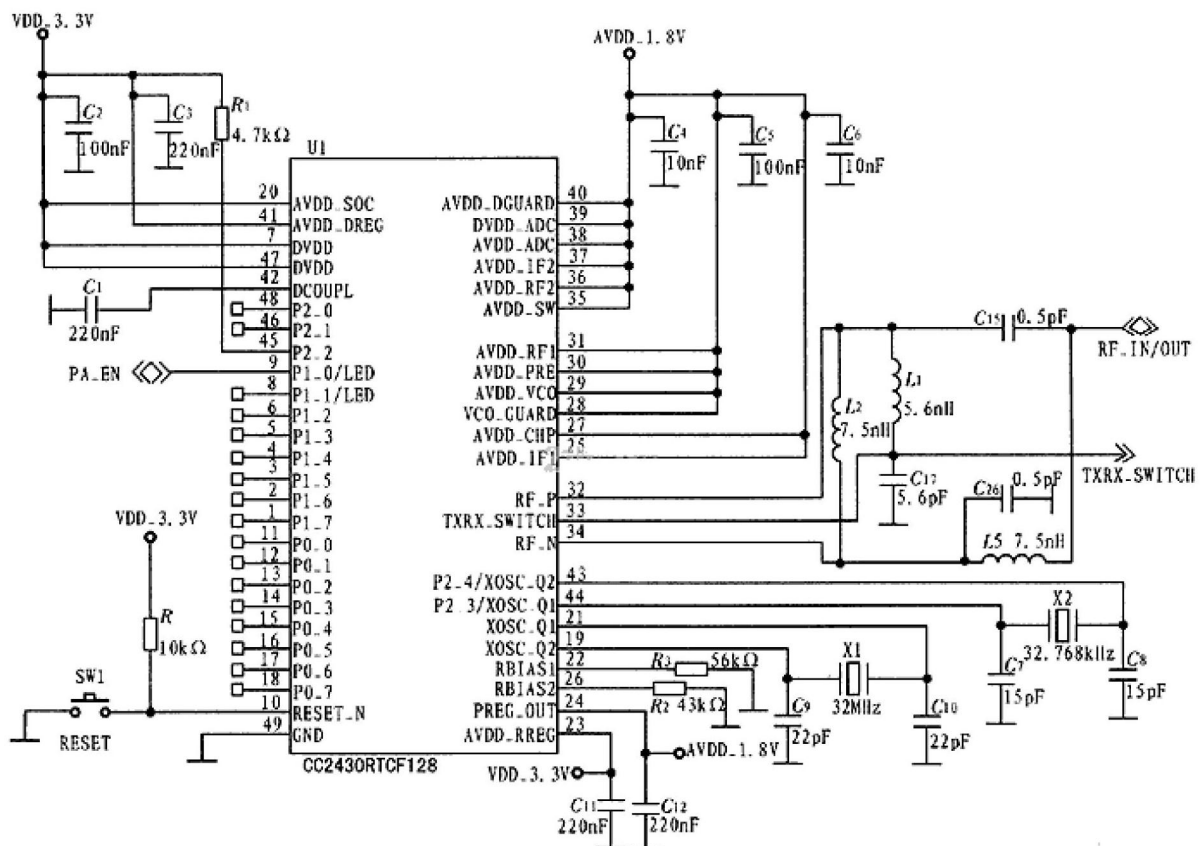 VDD_3.3V
AVDD_1.8V
C2
100nF
C3
220nF
R1
4.7kΩ
U1
C4
10nF
C5
100nF
C6
10nF
20
AVDD_SOC
41
AVDD_DREG
7
DVDD
47
DVDD
42
DCOUPL
C1
220nF
48
P2_0
46
P2_1
45
P2_2
PA_EN
9
P1_0/LED
8
P1_1/LED
6
P1_2
5
P1_3
4
P1_4
3
P1_5
2
P1_6
1
P1_7
11
P0_0
12
P0_1
13
P0_2
14
P0_3
15
P0_4
16
P0_5
17
P0_6
18
P0_7
10
RESET_N
49
GND
VDD_3.3V
R
10kΩ
SW1
RESET
AVDD_DGUARD
40
DVDD_ADC
39
AVDD_ADC
38
AVDD_IF2
37
AVDD_RF2
36
AVDD_SW
35
AVDD_RF1
31
AVDD_PRE
30
AVDD_VCO
29
VCO_GUARD
28
AVDD_CHP
27
AVDD_IF1
25
RF_P
32
TXRX_SWITCH
33
RF_N
34
P2_4/XOSC_Q2
43
P2_3/XOSC_Q1
44
XOSC_Q1
21
XOSC_Q2
19
RBIAS1
22
RBIAS2
26
PREG_OUT
24
AVDD_RREG
23
CC2430RTCF128
C15
0.5pF
RF_IN/OUT
L1
5.6nH
L2
7.5nH
C17
5.6pF
TXRX_SWITCH
C26
0.5pF
L5
7.5nH
X2
32.768kHz
C7
15pF
C8
15pF
X1
32MHz
C9
22pF
C10
22pF
R3
56kΩ
R2
43kΩ
AVDD_1.8V
VDD_3.3V
C11
220nF
C12
220nF